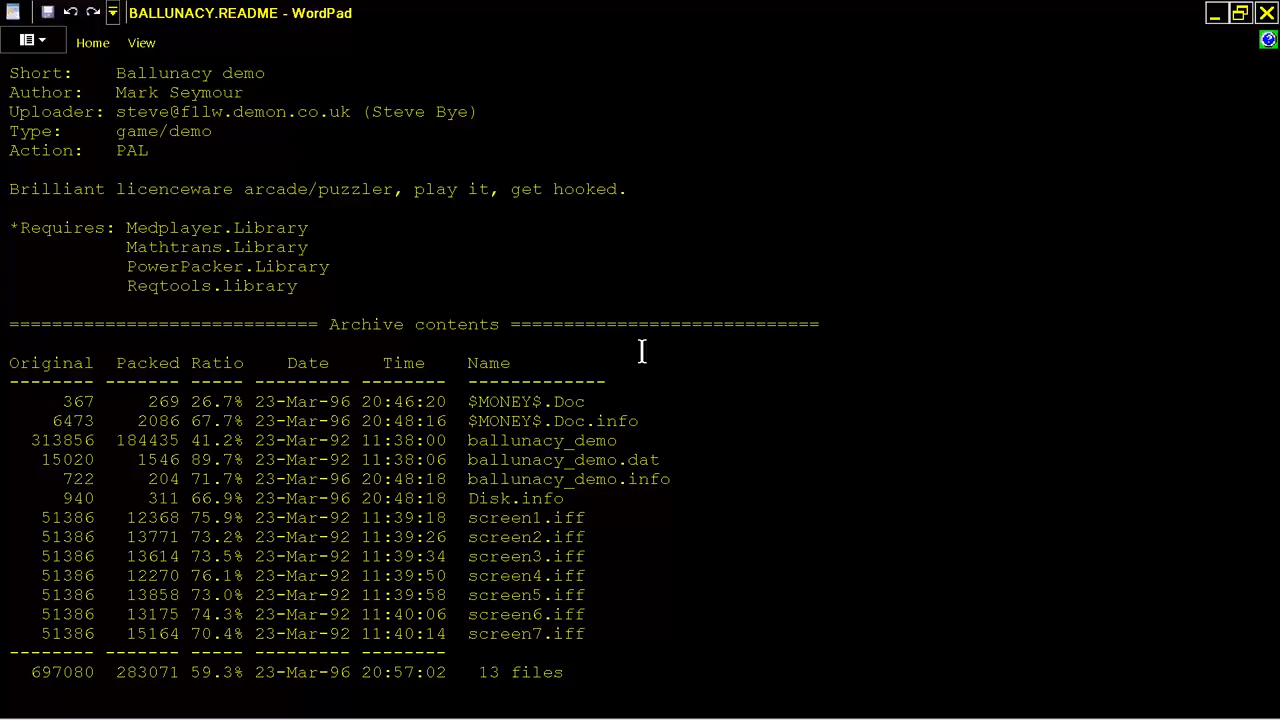 BALLUNACY.README - WordPad
Home View
Short: Ballunacy demo
Author: Mark Seymour
Uploader: steve@f1lw.demon.co.uk (Steve Bye)
Type: game/demo
Action: PAL
Brilliant licenceware arcade/puzzler, play it, get hooked.
*Requires: Medplayer.Library
Mathtrans.Library
PowerPacker.Library
Reqtools.library
============================= Archive contents =============================
Original Packed Ratio Date Time Name
-------- ------- ----- --------- -------- -------------
367 269 26.7% 23-Mar-96 20:46:20 $MONEY$.Doc
6473 2086 67.7% 23-Mar-96 20:48:16 $MONEY$.Doc.info
313856 184435 41.2% 23-Mar-92 11:38:00 ballunacy_demo
15020 1546 89.7% 23-Mar-92 11:38:06 ballunacy_demo.dat
722 204 71.7% 23-Mar-96 20:48:18 ballunacy_demo.info
940 311 66.9% 23-Mar-96 20:48:18 Disk.info
51386 12368 75.9% 23-Mar-92 11:39:18 screen1.iff
51386 13771 73.2% 23-Mar-92 11:39:26 screen2.iff
51386 13614 73.5% 23-Mar-92 11:39:34 screen3.iff
51386 12270 76.1% 23-Mar-92 11:39:50 screen4.iff
51386 13858 73.0% 23-Mar-92 11:39:58 screen5.iff
51386 13175 74.3% 23-Mar-92 11:40:06 screen6.iff
51386 15164 70.4% 23-Mar-92 11:40:14 screen7.iff
-------- ------- ----- --------- --------
697080 283071 59.3% 23-Mar-96 20:57:02 13 files